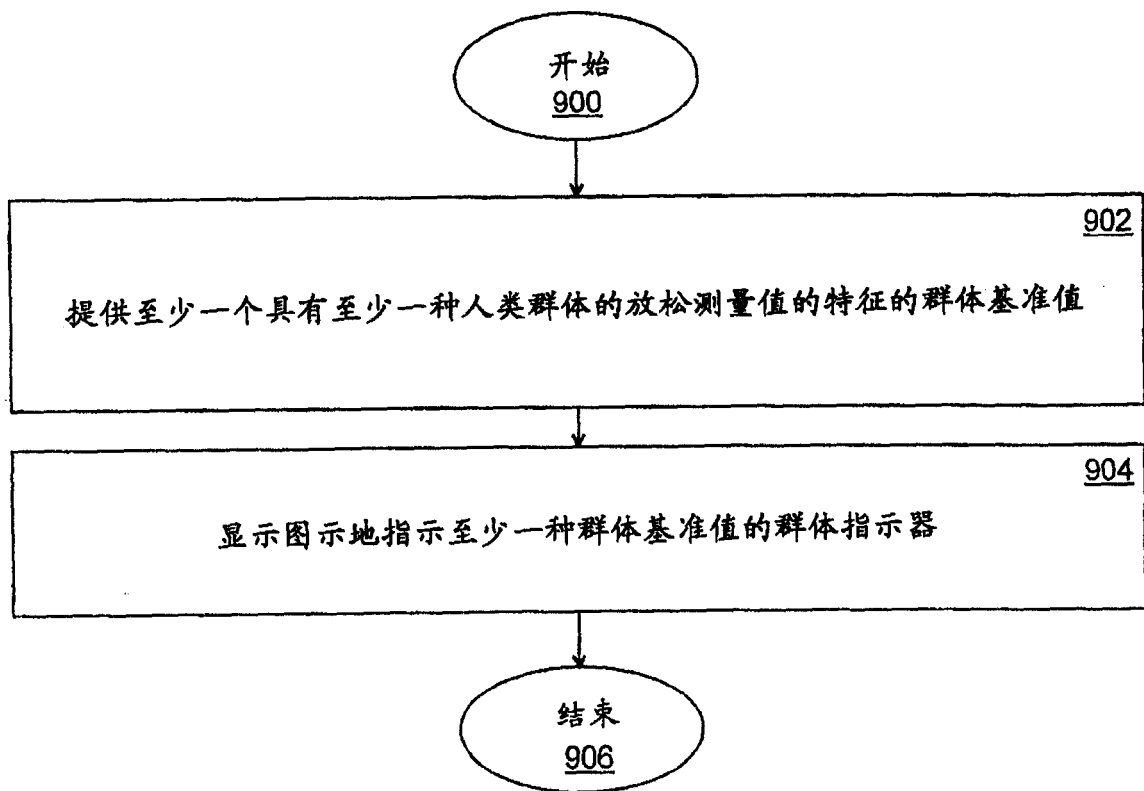 开始
900
902
提供至少一个具有至少一种人类群体的放松测量值的特征的群体基准值
904
显示图示地指示至少一种群体基准值的群体指示器
结束
906